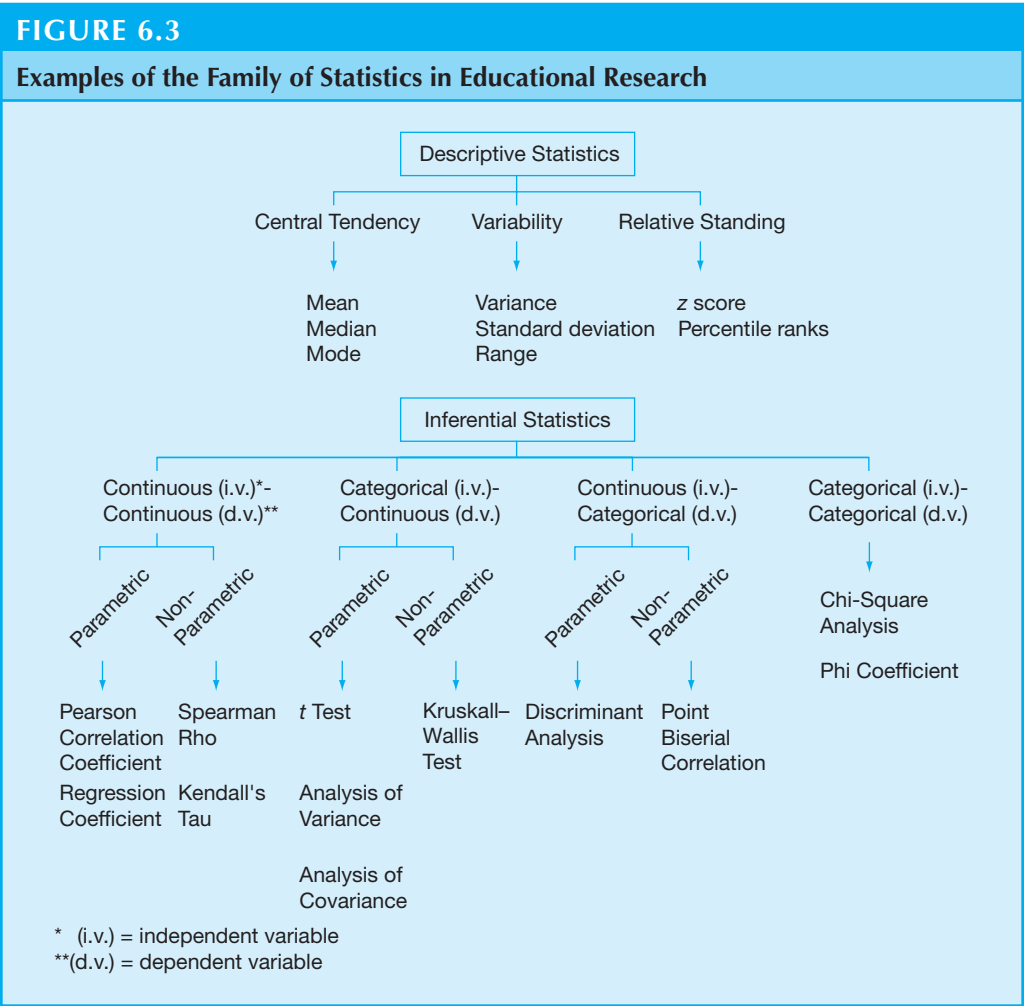 FIGURE 6.3
Examples of the Family of Statistics in Educational Research
Descriptive Statistics
Central Tendency
Variability
Relative Standing
Mean
Median
Mode
Variance
Standard deviation
Range
z score
Percentile ranks
Inferential Statistics
Continuous (i.v.)*-
Continuous (d.v.)**
Categorical (i.v.)-
Continuous (d.v.)
Continuous (i.v.)-
Categorical (d.v.)
Categorical (i.v.)-
Categorical (d.v.)
Parametric
Non-
Parametric
Parametric
Non-
Parametric
Parametric
Non-
Parametric
Chi-Square
Analysis
Phi Coefficient
Pearson
Correlation
Coefficient
Regression
Coefficient
Spearman
Rho
Kendall's
Tau
t Test
Analysis of
Variance
Analysis of
Covariance
Kruskall–
Wallis
Test
Discriminant
Analysis
Point
Biserial
Correlation
* (i.v.) = independent variable
**(d.v.) = dependent variable